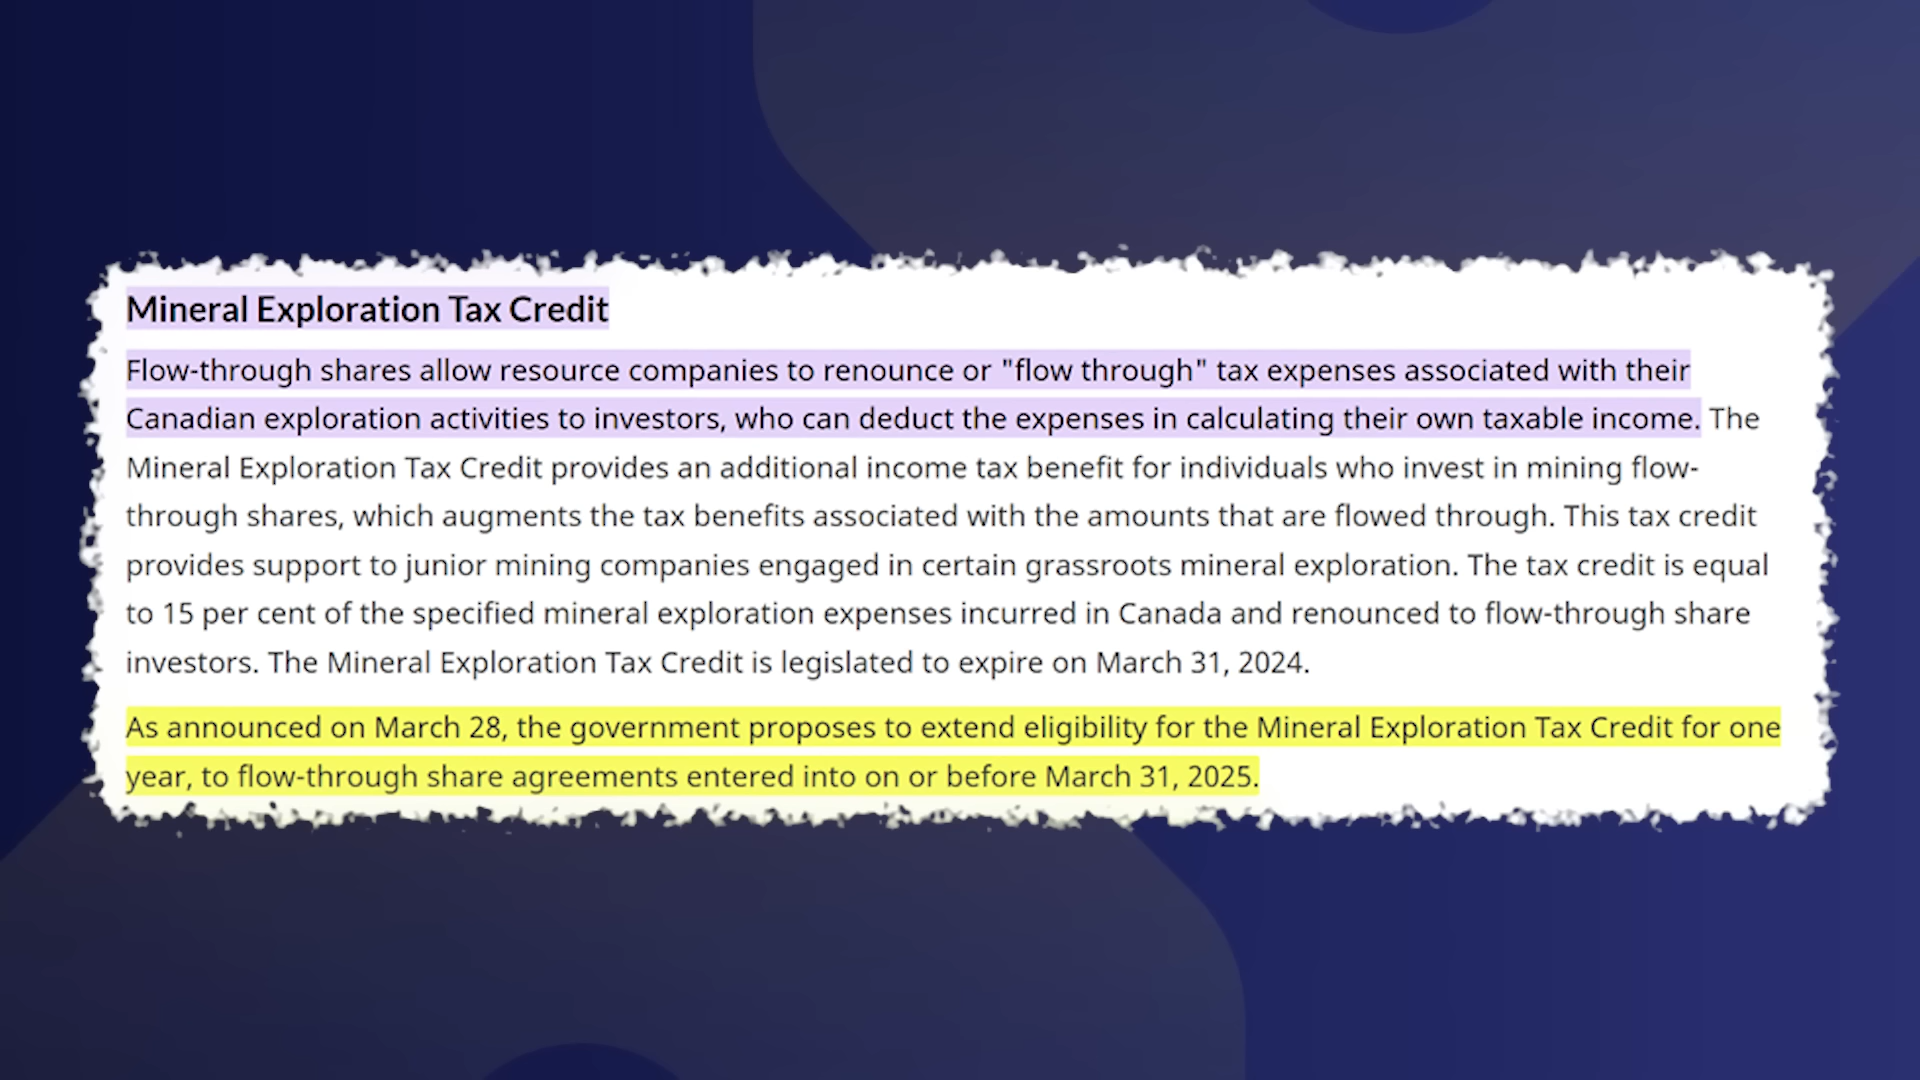 Mineral Exploration Tax Credit
Flow-through shares allow resource companies to renounce or "flow through" tax expenses associated with their
Canadian exploration activities to investors, who can deduct the expenses in calculating their own taxable income. The
Mineral Exploration Tax Credit provides an additional income tax benefit for individuals who invest in mining flow-
through shares, which augments the tax benefits associated with the amounts that are flowed through. This tax credit
provides support to junior mining companies engaged in certain grassroots mineral exploration. The tax credit is equal
to 15 per cent of the specified mineral exploration expenses incurred in Canada and renounced to flow-through share
investors. The Mineral Exploration Tax Credit is legislated to expire on March 31, 2024.
As announced on March 28, the government proposes to extend eligibility for the Mineral Exploration Tax Credit for one
year, to flow-through share agreements entered into on or before March 31, 2025.